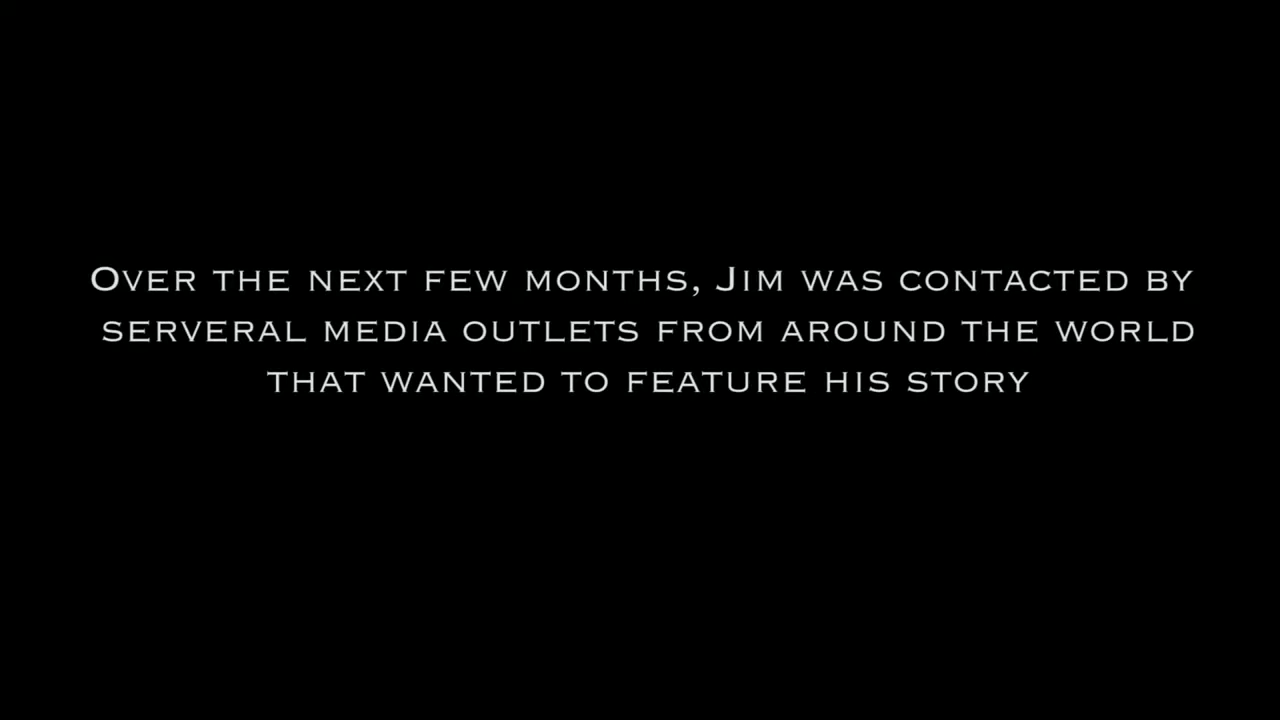 Over the next few months, Jim was contacted by
serveral media outlets from around the world
that wanted to feature his story